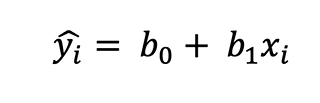 ŷᵢ = b₀ + b₁xᵢ